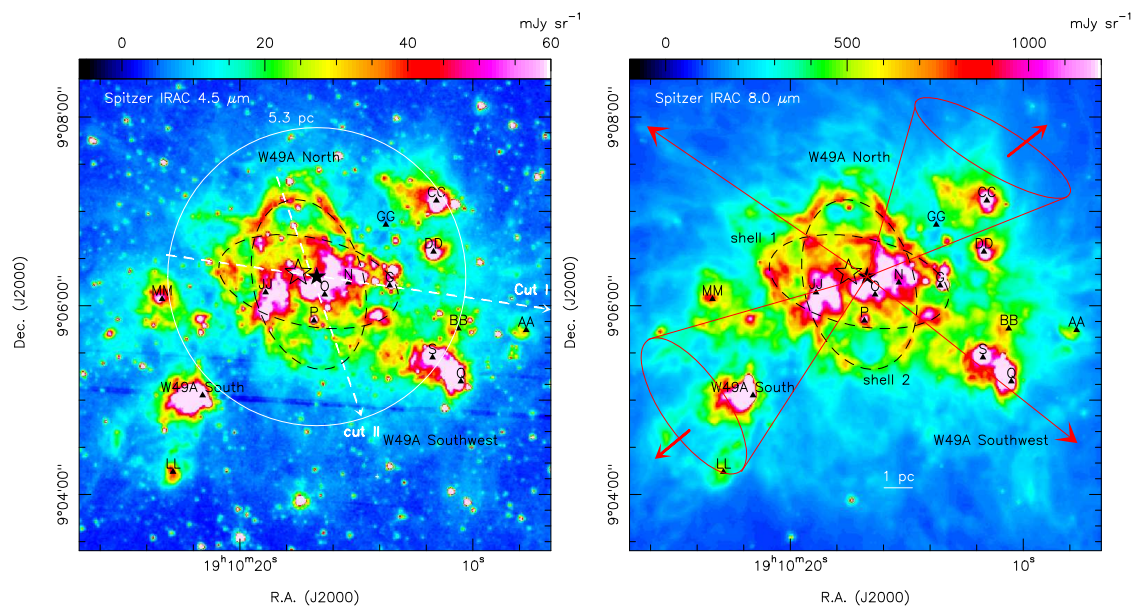 mJy sr⁻¹
0 20 40 60
Spitzer IRAC 4.5 μm
5.3 pc
W49A North
CC
GG
DD
JJ
N
G
O
Cut I
MM
P
BB
AA
S
W49A South
Q
cut II
W49A Southwest
LL
9°08'00"
9°06'00"
9°04'00"
Dec. (J2000)
19ʰ10ᵐ20ˢ 10ˢ
R.A. (J2000)
mJy sr⁻¹
0 500 1000
Spitzer IRAC 8.0 μm
W49A North
CC
GG
shell 1
DD
JJ
N
G
O
MM
P
BB
AA
S
shell 2
W49A South
Q
W49A Southwest
LL
1 pc
9°08'00"
9°06'00"
9°04'00"
Dec. (J2000)
19ʰ10ᵐ20ˢ 10ˢ
R.A. (J2000)